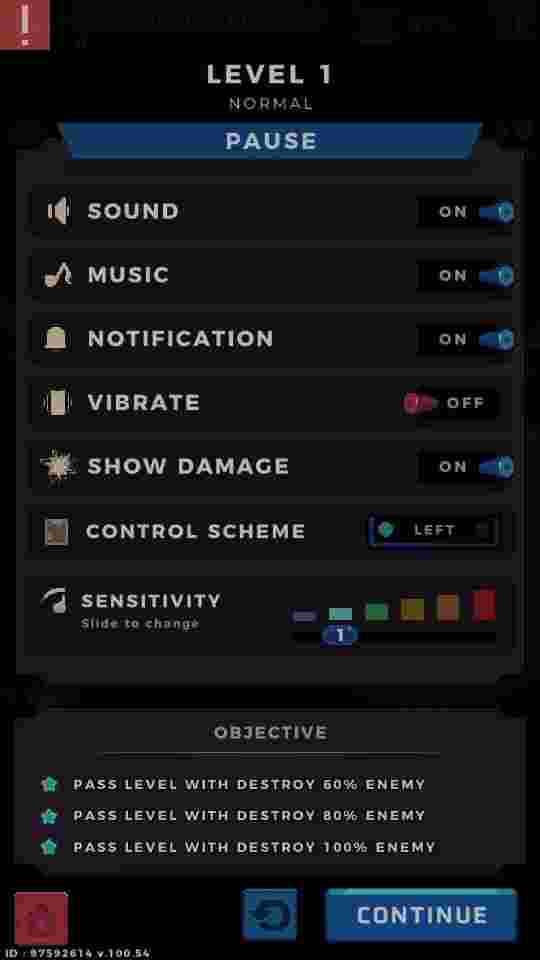 !
LEVEL 1
NORMAL
PAUSE
SOUND ON
MUSIC ON
NOTIFICATION ON
VIBRATE OFF
SHOW DAMAGE ON
CONTROL SCHEME LEFT
SENSITIVITY
Slide to change
1
OBJECTIVE
PASS LEVEL WITH DESTROY 60% ENEMY
PASS LEVEL WITH DESTROY 80% ENEMY
PASS LEVEL WITH DESTROY 100% ENEMY
CONTINUE
ID : 97592614 v.100.54